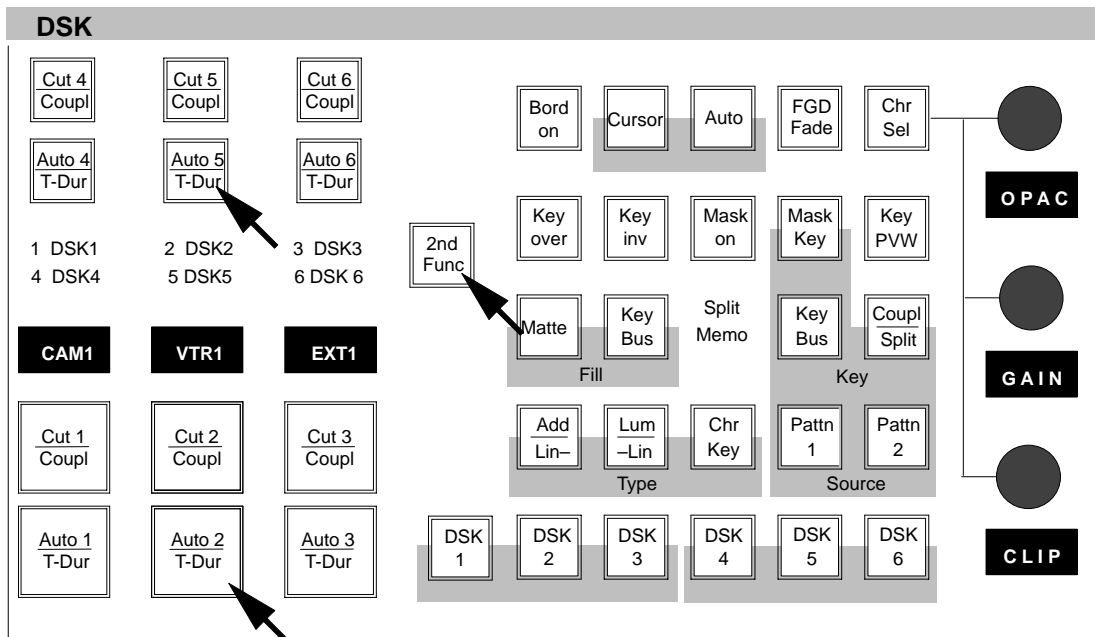 DSK
Cut 4
Coupl
Cut 5
Coupl
Cut 6
Coupl
Auto 4
T-Dur
Auto 5
T-Dur
Auto 6
T-Dur
1 DSK1
2 DSK2
3 DSK3
4 DSK4
5 DSK5
6 DSK 6
CAM1
VTR1
EXT1
Cut 1
Coupl
Cut 2
Coupl
Cut 3
Coupl
Auto 1
T-Dur
Auto 2
T-Dur
Auto 3
T-Dur
2nd
Func
Bord
on
Cursor
Auto
FGD
Fade
Chr
Sel
Key
over
Key
inv
Mask
on
Mask
Key
Key
PVW
Matte
Key
Bus
Fill
Split
Memo
Key
Bus
Coupl
Split
Key
Add
Lin–
Lum
–Lin
Chr
Key
Type
Pattn
1
Pattn
2
Source
DSK
1
DSK
2
DSK
3
DSK
4
DSK
5
DSK
6
OPAC
GAIN
CLIP